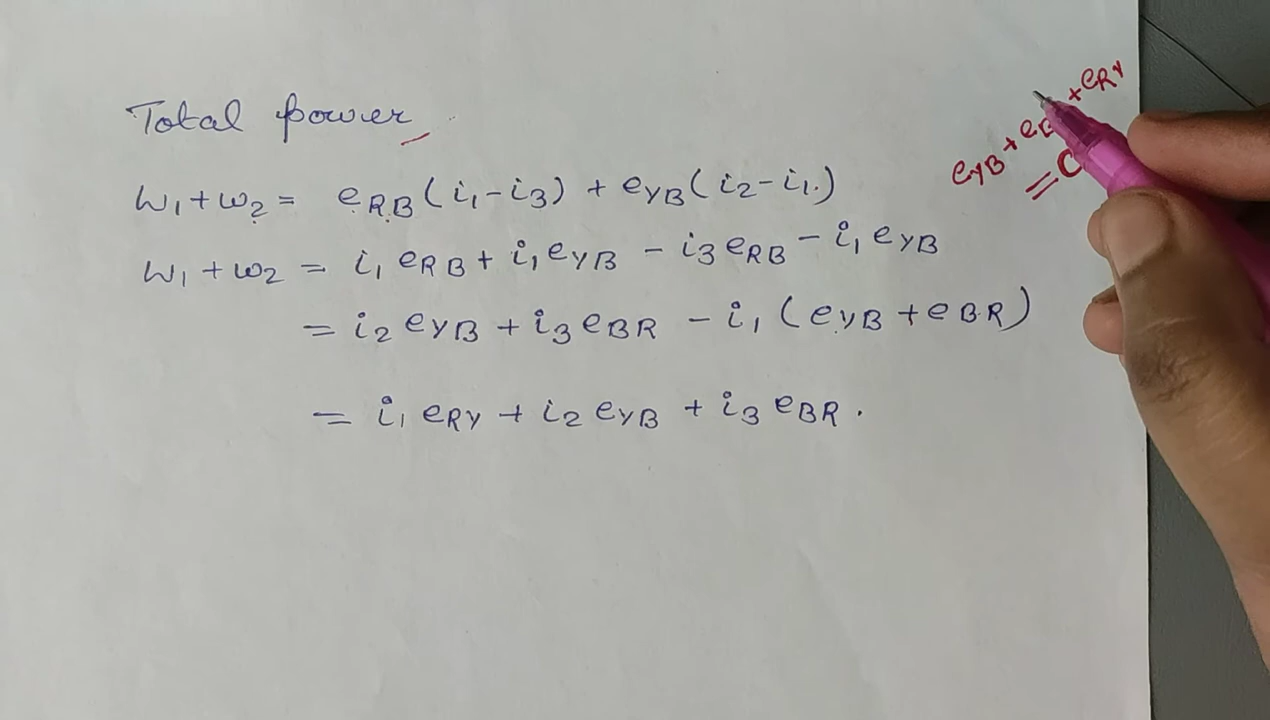 Total power
W₁+W₂ = eRB(i₁-i₃) + eYB(i₂-i₁.)
W₁+W₂ = i₁ eRB + i₁ eYB - i₃ eRB - i₁ eYB
= i₂ eYB + i₃ eBR - i₁ (eYB + eBR)
= i₁ eRY + i₂ eYB + i₃ eBR .
eYB + eB + eRY
=